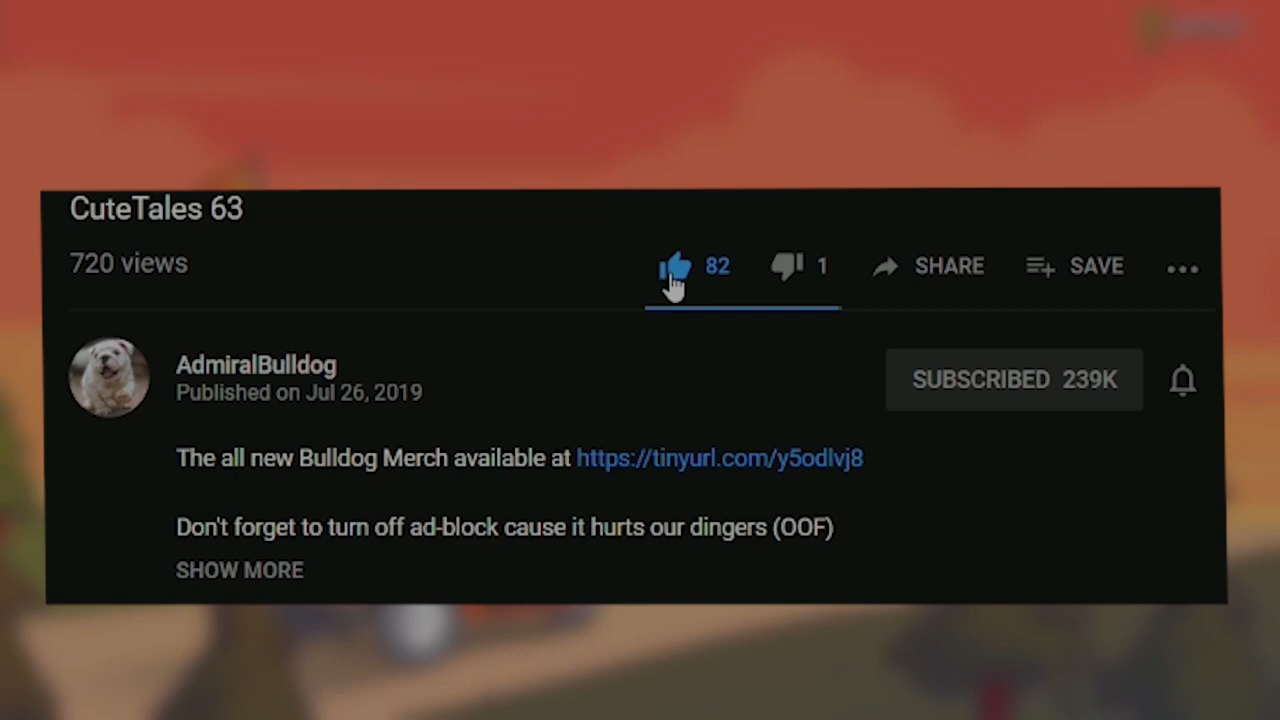 CuteTales 63
720 views
82 1 SHARE SAVE
AdmiralBulldog
Published on Jul 26, 2019
SUBSCRIBED 239K
The all new Bulldog Merch available at https://tinyurl.com/y5odlvj8
Don't forget to turn off ad-block cause it hurts our dingers (OOF)
SHOW MORE